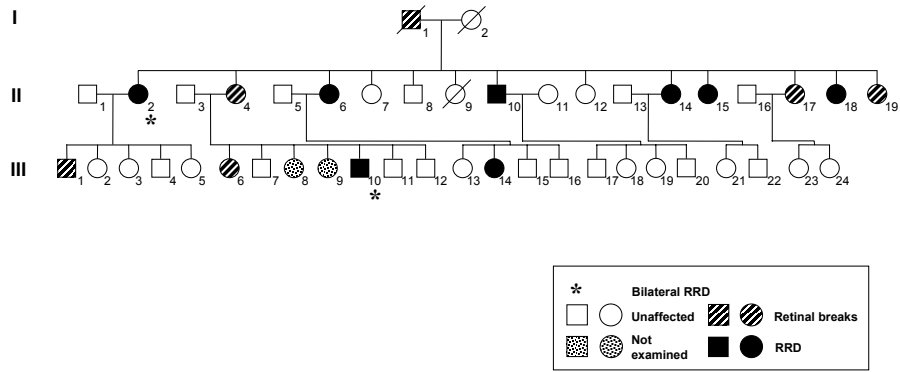 I
1 2
II
1 2 3 4 5 6 7 8 9 10 11 12 13 14 15 16 17 18 19
*
III
1 2 3 4 5 6 7 8 9 10 11 12 13 14 15 16 17 18 19 20 21 22 23 24
*
* Bilateral RRD
Unaffected Retinal breaks
Not
examined RRD